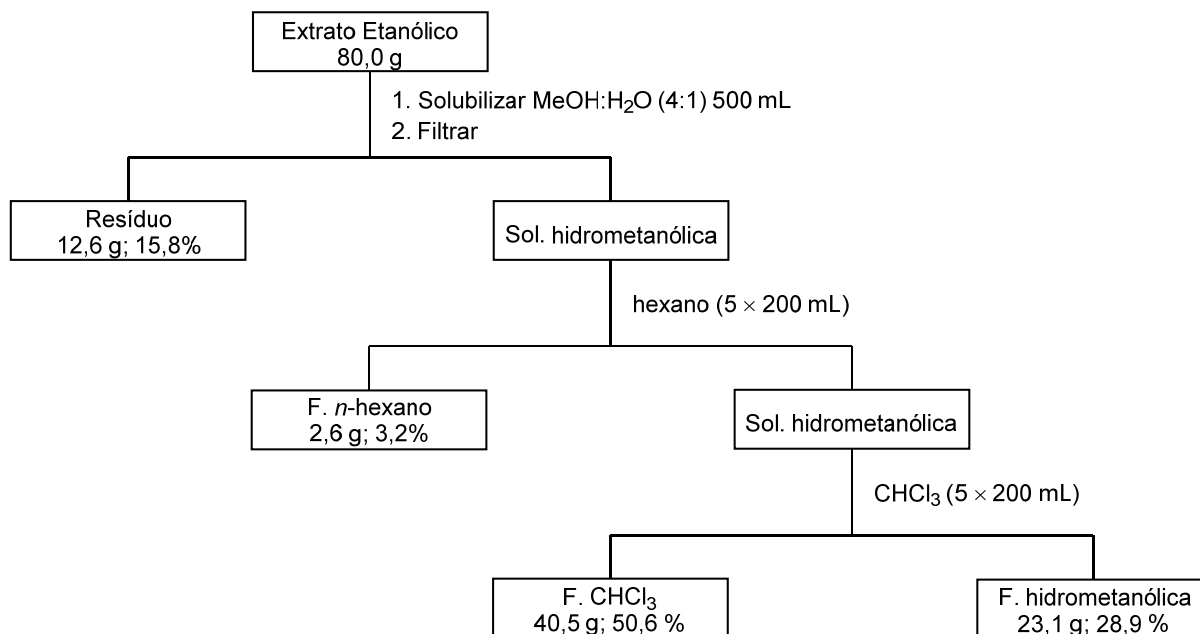 Extrato Etanólico
80,0 g
1. Solubilizar MeOH:H₂O (4:1) 500 mL
2. Filtrar
Resíduo
12,6 g; 15,8%
Sol. hidrometanólica
hexano (5 × 200 mL)
F. n-hexano
2,6 g; 3,2%
Sol. hidrometanólica
CHCl₃ (5 × 200 mL)
F. CHCl₃
40,5 g; 50,6 %
F. hidrometanólica
23,1 g; 28,9 %